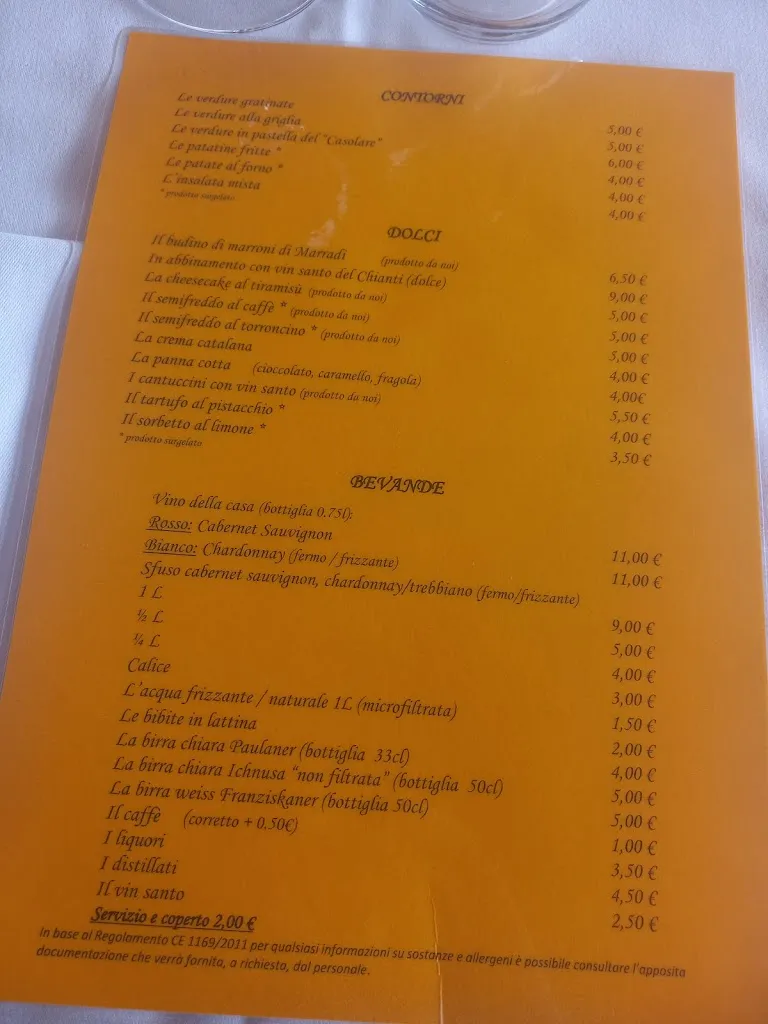 CONTORNI
Le verdure gratinate 5,00 €
Le verdure alla griglia 5,00 €
Le verdure in pastella del "Casolare" 6,00 €
Le patatine fritte * 4,00 €
Le patate al forno * 4,00 €
L'insalata mista 4,00 €
* prodotto surgelato
DOLCI
Il budino di marroni di Marradi (prodotto da noi) 6,50 €
In abbinamento con vin santo del Chianti (dolce) 9,00 €
La cheesecake al tiramisù (prodotto da noi) 5,00 €
Il semifreddo al caffè * (prodotto da noi) 5,00 €
Il semifreddo al torroncino * (prodotto da noi) 5,00 €
La crema catalana 4,00 €
La panna cotta (cioccolato, caramello, fragola) 4,00€
I cantuccini con vin santo (prodotto da noi) 5,50 €
Il tartufo al pistacchio * 4,00 €
Il sorbetto al limone * 3,50 €
* prodotto surgelato
BEVANDE
Vino della casa (bottiglia 0.75l):
Rosso: Cabernet Sauvignon 11,00 €
Bianco: Chardonnay (fermo / frizzante) 11,00 €
Sfuso cabernet sauvignon, chardonnay/trebbiano (fermo/frizzante)
1 L 9,00 €
½ L 5,00 €
¼ L 4,00 €
Calice 3,00 €
L'acqua frizzante / naturale 1L (microfiltrata) 1,50 €
Le bibite in lattina 2,00 €
La birra chiara Paulaner (bottiglia 33cl) 4,00 €
La birra chiara Ichnusa "non filtrata" (bottiglia 50cl) 5,00 €
La birra weiss Franziskaner (bottiglia 50cl) 5,00 €
Il caffè (corretto + 0.50€) 1,00 €
I liquori 3,50 €
I distillati 4,50 €
Il vin santo 2,50 €
Servizio e coperto 2,00 €
In base al Regolamento CE 1169/2011 per qualsiasi informazioni su sostanze e allergeni è possibile consultare l'apposita
documentazione che verrà fornita, a richiesta, dal personale.